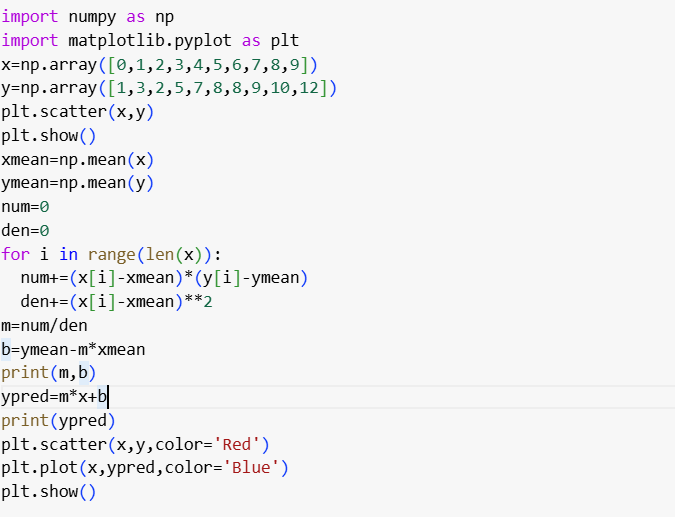 import numpy as np
import matplotlib.pyplot as plt
x=np.array([0,1,2,3,4,5,6,7,8,9])
y=np.array([1,3,2,5,7,8,8,9,10,12])
plt.scatter(x,y)
plt.show()
xmean=np.mean(x)
ymean=np.mean(y)
num=0
den=0
for i in range(len(x)):
  num+=(x[i]-xmean)*(y[i]-ymean)
  den+=(x[i]-xmean)**2
m=num/den
b=ymean-m*xmean
print(m,b)
ypred=m*x+b
print(ypred)
plt.scatter(x,y,color='Red')
plt.plot(x,ypred,color='Blue')
plt.show()